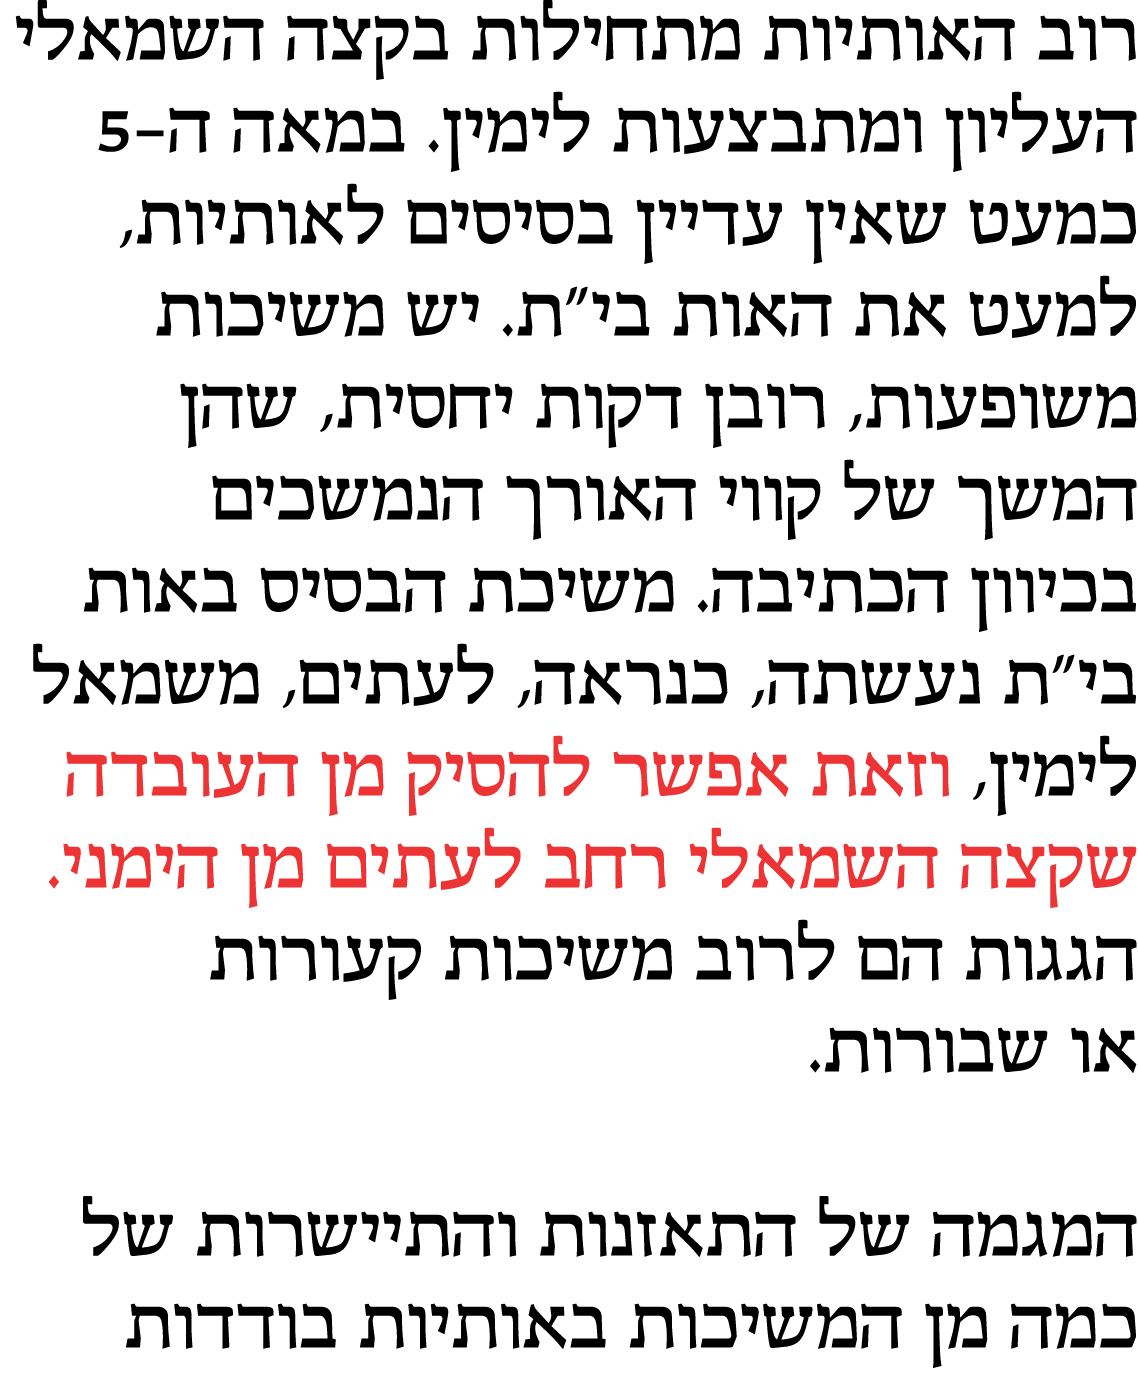 רוב האותיות מתחילות בקצה השמאלי
העליון ומתבצעות לימין. במאה ה–5
כמעט שאין עדיין בסיסים לאותיות,
למעט את האות בי״ת. יש משיכות
משופעות, רובן דקות יחסית, שהן
המשך של קווי האורך הנמשכים
בכיוון הכתיבה. משיכת הבסיס באות
בי״ת נעשתה, כנראה, לעתים, משמאל
לימין, וזאת אפשר להסיק מן העובדה
שקצה השמאלי רחב לעתים מן הימני.
הגגות הם לרוב משיכות קעורות
או שבורות.
המגמה של התאזנות והתיישרות של
כמה מן המשיכות באותיות בודדות